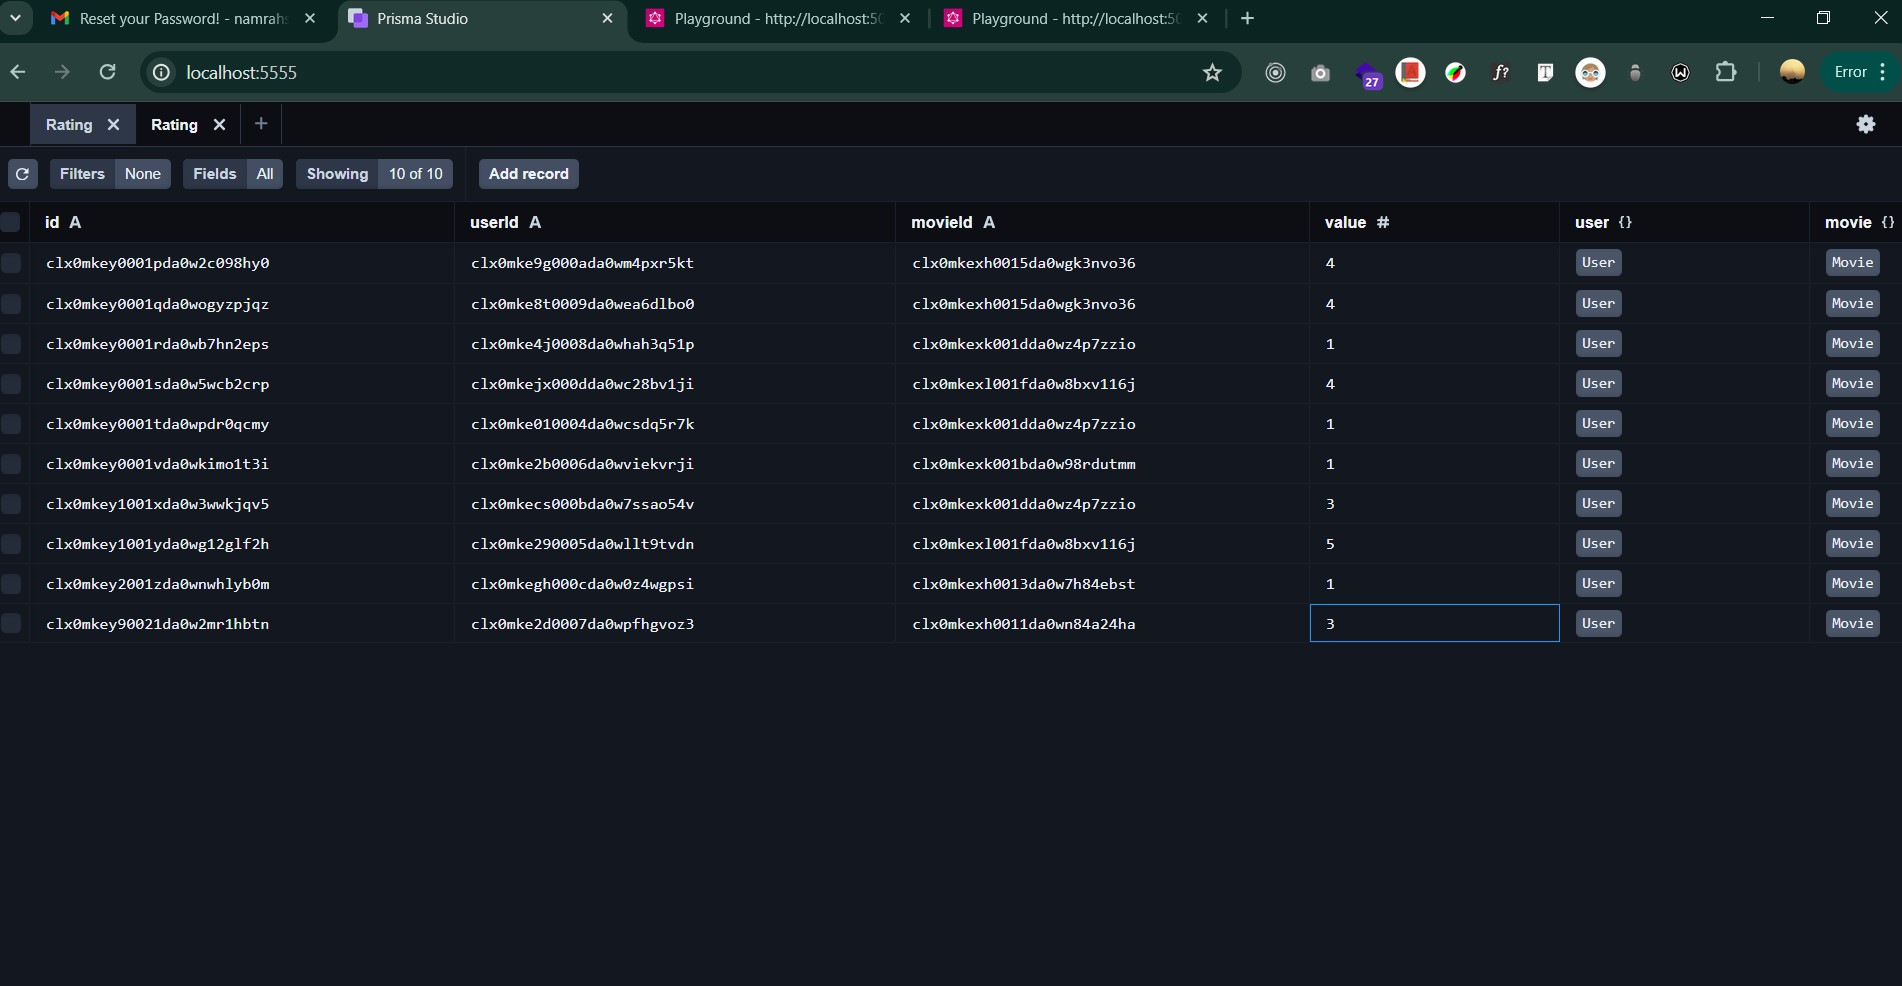 Reset your Password! - namrahs
Prisma Studio
Playground - http://localhost:50
Playground - http://localhost:50
localhost:5555
27
f?
T
W
Error
Rating
Rating
Filters None
Fields All
Showing 10 of 10
Add record
id A userId A movieId A value # user {} movie {}
clx0mkey0001pda0w2c098hy0 clx0mke9g000ada0wm4pxr5kt clx0mkexh0015da0wgk3nvo36 4 User Movie
clx0mkey0001qda0wogyzpjqz clx0mke8t0009da0wea6dlbo0 clx0mkexh0015da0wgk3nvo36 4 User Movie
clx0mkey0001rda0wb7hn2eps clx0mke4j0008da0whah3q51p clx0mkexk001dda0wz4p7zzio 1 User Movie
clx0mkey0001sda0w5wcb2crp clx0mkejx000dda0wc28bv1ji clx0mkexl001fda0w8bxv116j 4 User Movie
clx0mkey0001tda0wpdr0qcmy clx0mke010004da0wcsdq5r7k clx0mkexk001dda0wz4p7zzio 1 User Movie
clx0mkey0001vda0wkimo1t3i clx0mke2b0006da0wviekvrji clx0mkexk001bda0w98rdutmm 1 User Movie
clx0mkey1001xda0w3wwkjqv5 clx0mkecs000bda0w7ssao54v clx0mkexk001dda0wz4p7zzio 3 User Movie
clx0mkey1001yda0wg12glf2h clx0mke290005da0wllt9tvdn clx0mkexl001fda0w8bxv116j 5 User Movie
clx0mkey2001zda0wnwhlyb0m clx0mkegh000cda0w0z4wgpsi clx0mkexh0013da0w7h84ebst 1 User Movie
clx0mkey90021da0w2mr1hbtn clx0mke2d0007da0wpfhgvoz3 clx0mkexh0011da0wn84a24ha 3 User Movie